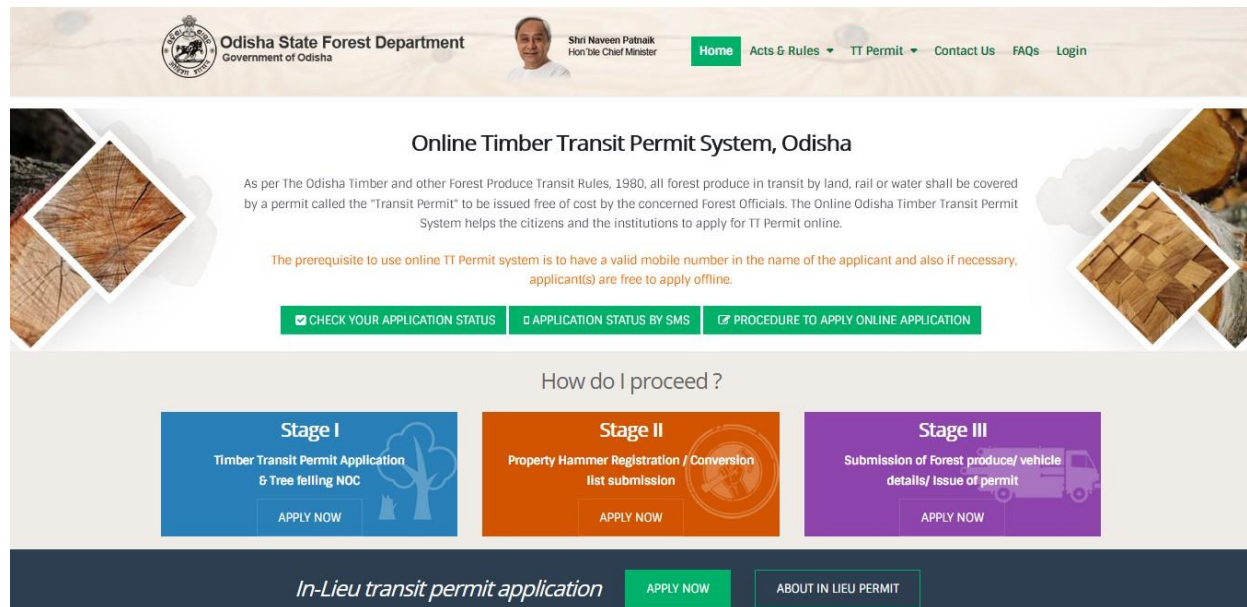 Odisha State Forest Department
Government of Odisha
Shri Naveen Patnaik
Hon'ble Chief Minister
Home Acts & Rules TT Permit Contact Us FAQs Login
Online Timber Transit Permit System, Odisha
As per The Odisha Timber and other Forest Produce Transit Rules, 1980, all forest produce in transit by land, rail or water shall be covered
by a permit called the "Transit Permit" to be issued free of cost by the concerned Forest Officials. The Online Odisha Timber Transit Permit
System helps the citizens and the institutions to apply for TT Permit online.
The prerequisite to use online TT Permit system is to have a valid mobile number in the name of the applicant and also if necessary,
applicant(s) are free to apply offline.
CHECK YOUR APPLICATION STATUS APPLICATION STATUS BY SMS PROCEDURE TO APPLY ONLINE APPLICATION
How do I proceed ?
Stage I
Timber Transit Permit Application
& Tree felling NOC
APPLY NOW
Stage II
Property Hammer Registration / Conversion
list submission
APPLY NOW
Stage III
Submission of Forest produce/ vehicle
details/ Issue of permit
APPLY NOW
In-Lieu transit permit application APPLY NOW ABOUT IN LIEU PERMIT